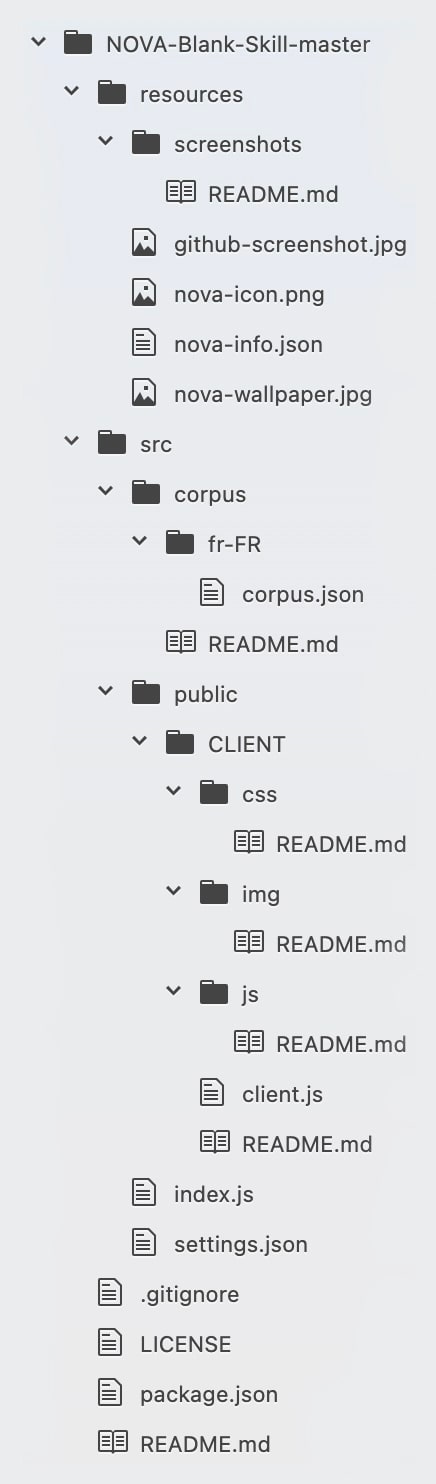 NOVA-Blank-Skill-master
resources
screenshots
README.md
github-screenshot.jpg
nova-icon.png
nova-info.json
nova-wallpaper.jpg
src
corpus
fr-FR
corpus.json
README.md
public
CLIENT
css
README.md
img
README.md
js
README.md
client.js
README.md
index.js
settings.json
.gitignore
LICENSE
package.json
README.md